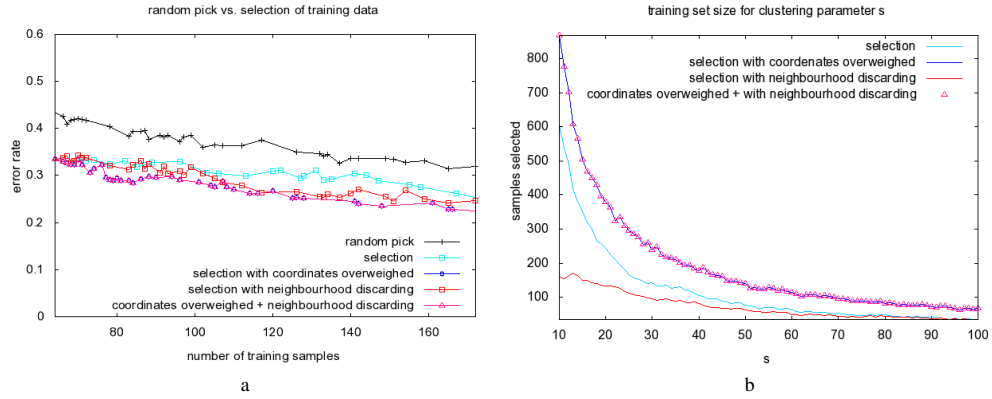 random pick vs. selection of training data
0.6
0.5
0.4
0.3
0.2
0.1
0
error rate
80
100
120
140
160
number of training samples
random pick
selection
selection with coordinates overweighed
selection with neighbourhood discarding
coordinates overweighed + neighbourhood discarding
a
training set size for clustering parameter s
800
700
600
500
400
300
200
100
samples selected
10
20
30
40
50
60
70
80
90
100
s
selection
selection with coordenates overweighed
selection with neighbourhood discarding
coordinates overweighed + with neighbourhood discarding
b